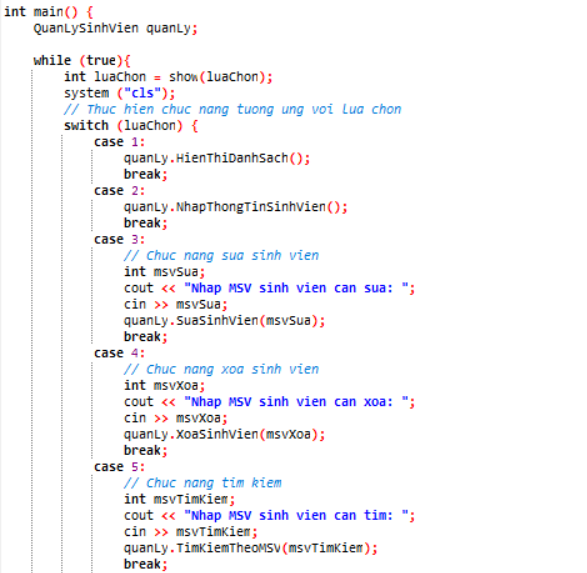 int main() {
QuanLySinhVien quanLy;
while (true){
int luaChon = show(luaChon);
system ("cls");
// Thuc hien chuc nang tuong ung voi lua chon
switch (luaChon) {
case 1:
quanLy.HienThiDanhSach();
break;
case 2:
quanLy.NhapThongTinSinhVien();
break;
case 3:
// Chuc nang sua sinh vien
int msvSua;
cout << "Nhap MSV sinh vien can sua: ";
cin >> msvSua;
quanLy.SuaSinhVien(msvSua);
break;
case 4:
// Chuc nang xoa sinh vien
int msvXoa;
cout << "Nhap MSV sinh vien can xoa: ";
cin >> msvXoa;
quanLy.XoaSinhVien(msvXoa);
break;
case 5:
// Chuc nang tim kiem
int msvTimKiem;
cout << "Nhap MSV sinh vien can tim: ";
cin >> msvTimKiem;
quanLy.TimKiemTheoMSV(msvTimKiem);
break;